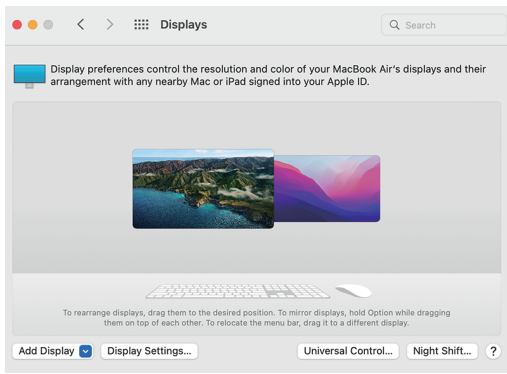 Displays
Search
Display preferences control the resolution and color of your MacBook Air's displays and their
arrangement with any nearby Mac or iPad signed into your Apple ID.
To rearrange displays, drag them to the desired position. To mirror displays, hold Option while dragging
them on top of each other. To relocate the menu bar, drag it to a different display.
Add Display Display Settings... Universal Control... Night Shift... ?